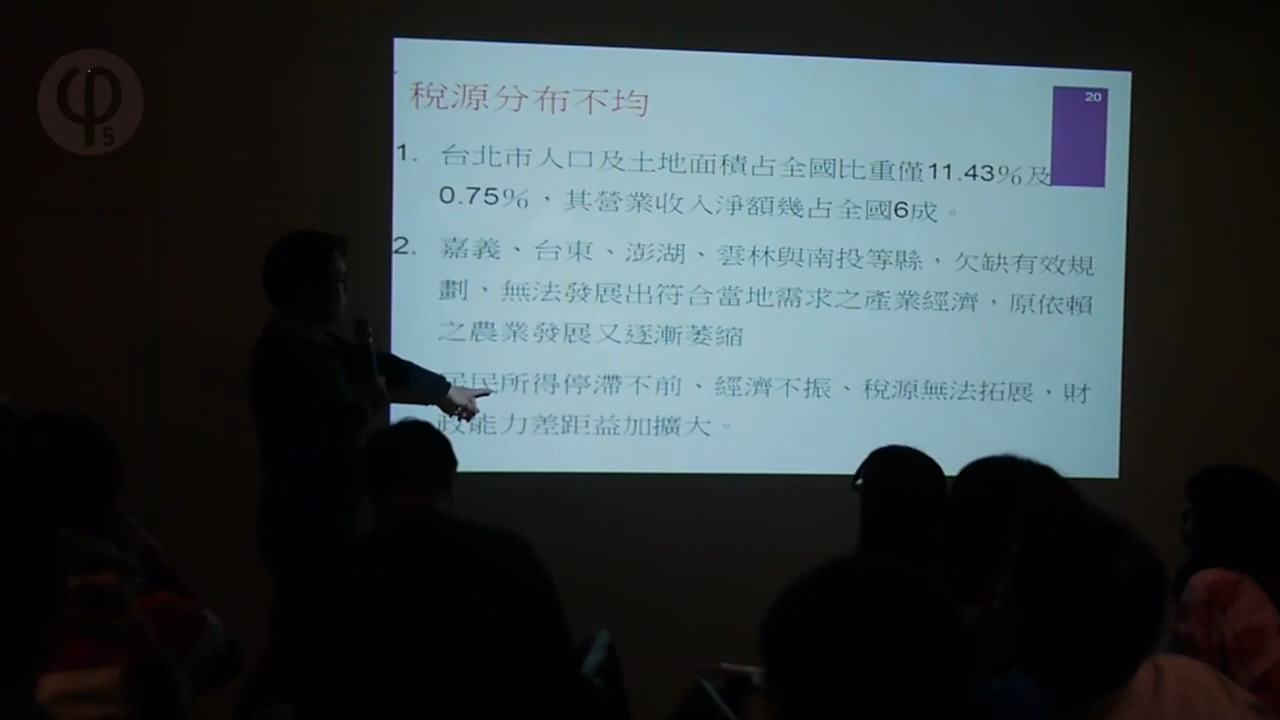 φ5
20
稅源分布不均
1. 台北市人口及土地面積占全國比重僅11.43％及
0.75％，其營業收入淨額幾占全國6成。
2. 嘉義、台東、澎湖、雲林與南投等縣，欠缺有效規
劃，無法發展出符合當地需求之產業經濟，原依賴
之農業發展又逐漸萎縮
居民所得停滯不前、經濟不振、稅源無法拓展，財
政能力差距益加擴大。